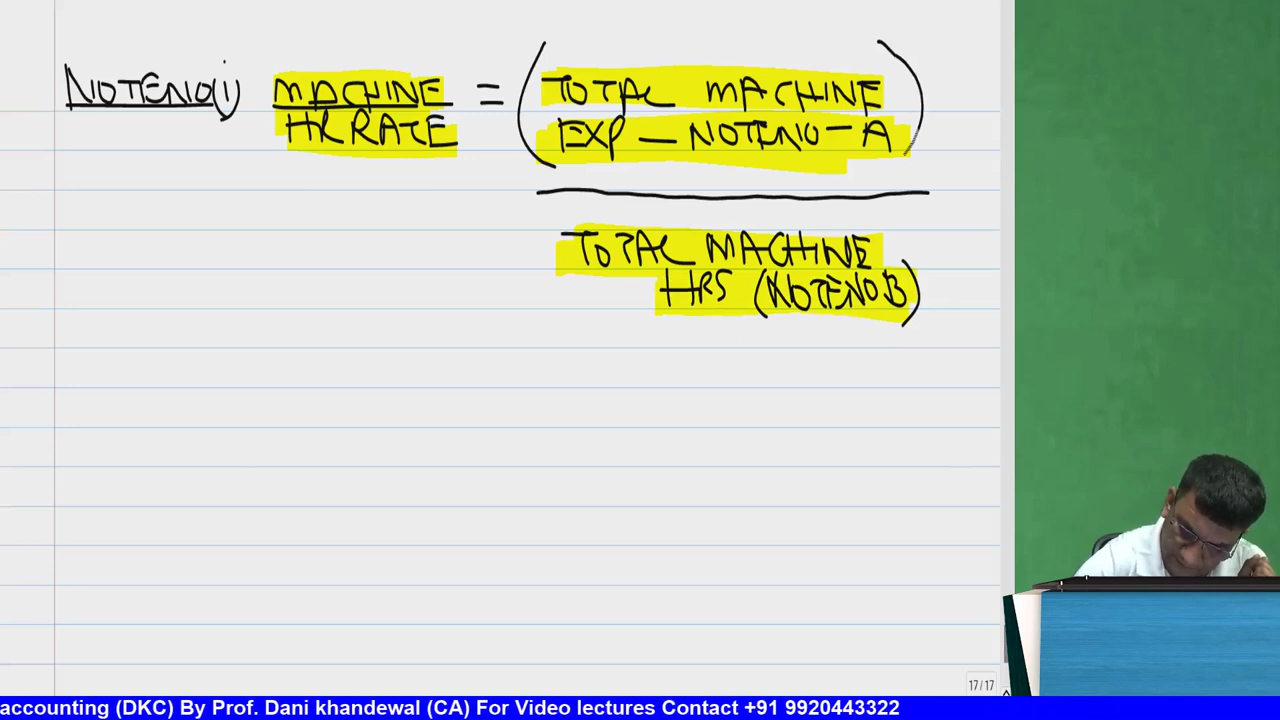 NOTENO(i) MACHINE HR RATE = (TOTAL MACHINE
EXP – NOTENO – A)
TOTAL MACHINE
HRS (NOTENO B)
17/17
accounting (DKC) By Prof. Dani khandewal (CA) For Video lectures Contact +91 9920443322